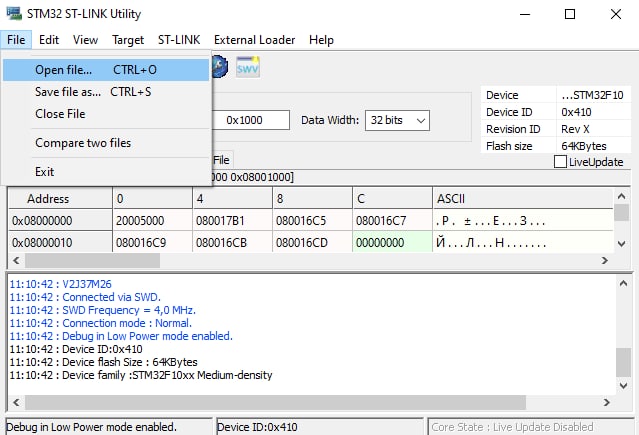 STM32 ST-LINK Utility
File Edit View Target ST-LINK External Loader Help
Open file... CTRL+O
Save file as... CTRL+S
Close File
Compare two files
Exit
SWV
0x1000 Data Width: 32 bits
Device ...STM32F10
Device ID 0x410
Revision ID Rev X
Flash size 64KBytes
LiveUpdate
File
000 0x08001000]
Address 0 4 8 C ASCII
0x08000000 20005000 080017B1 080016C5 080016C7 .P. ±...E...З...
0x08000010 080016C9 080016CB 080016CD 00000000 Й...Л...Н.......
11:10:42 : V2J37M26
11:10:42 : Connected via SWD.
11:10:42 : SWD Frequency = 4,0 MHz.
11:10:42 : Connection mode : Normal.
11:10:42 : Debug in Low Power mode enabled.
11:10:42 : Device ID:0x410
11:10:42 : Device flash Size : 64KBytes
11:10:42 : Device family :STM32F10xx Medium-density
Debug in Low Power mode enabled. Device ID:0x410 Core State : Live Update Disabled